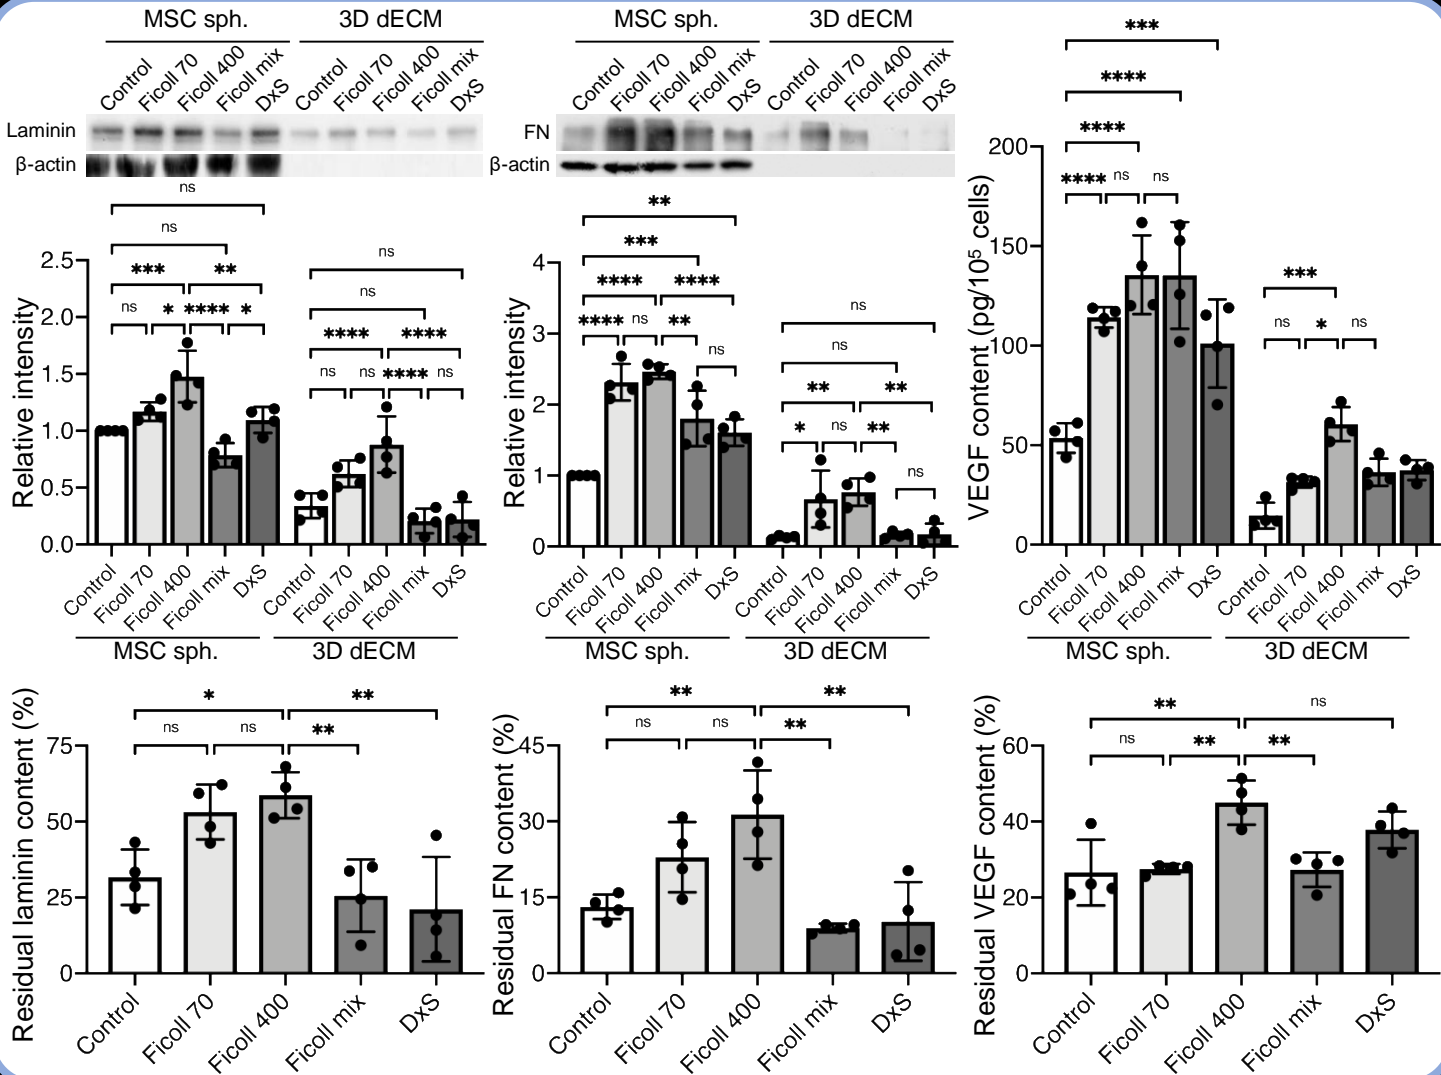 MSC sph.
3D dECM
Control
Ficoll 70
Ficoll 400
Ficoll mix
DxS
Control
Ficoll 70
Ficoll 400
Ficoll mix
DxS
Laminin
β-actin
ns
ns
*** **
ns * **** *
ns
ns
**** ****
ns ns **** ns
Relative intensity
2.5
2.0
1.5
1.0
0.5
0.0
Control
Ficoll 70
Ficoll 400
Ficoll mix
DxS
Control
Ficoll 70
Ficoll 400
Ficoll mix
DxS
MSC sph.
3D dECM
MSC sph.
3D dECM
Control
Ficoll 70
Ficoll 400
Ficoll mix
DxS
Control
Ficoll 70
Ficoll 400
Ficoll mix
DxS
FN
β-actin
**
***
**** ****
**** ns **
ns
ns
ns
** **
* ns **
ns
Relative intensity
4
3
2
1
0
Control
Ficoll 70
Ficoll 400
Ficoll mix
DxS
Control
Ficoll 70
Ficoll 400
Ficoll mix
DxS
MSC sph.
3D dECM
***
****
****
**** ns ns
***
ns * ns
VEGF content (pg/10⁵ cells)
200
150
100
50
0
Control
Ficoll 70
Ficoll 400
Ficoll mix
DxS
Control
Ficoll 70
Ficoll 400
Ficoll mix
DxS
MSC sph.
3D dECM
* **
ns ns **
Residual laminin content (%)
75
50
25
0
Control
Ficoll 70
Ficoll 400
Ficoll mix
DxS
** **
ns ns **
Residual FN content (%)
45
30
15
0
Control
Ficoll 70
Ficoll 400
Ficoll mix
DxS
** ns
ns ** **
Residual VEGF content (%)
60
40
20
0
Control
Ficoll 70
Ficoll 400
Ficoll mix
DxS